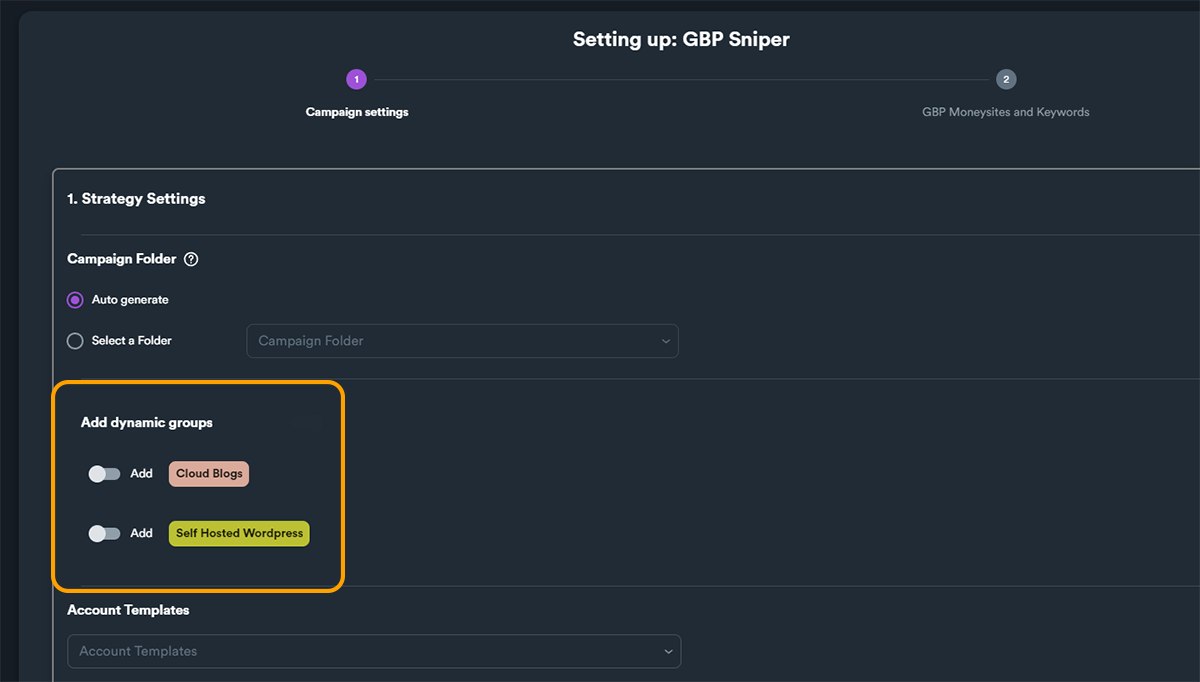 Setting up: GBP Sniper
1
2
Campaign settings
GBP Moneysites and Keywords
1. Strategy Settings
Campaign Folder ?
Auto generate
Select a Folder
Campaign Folder
Add dynamic groups
Add Cloud Blogs
Add Self Hosted Wordpress
Account Templates
Account Templates